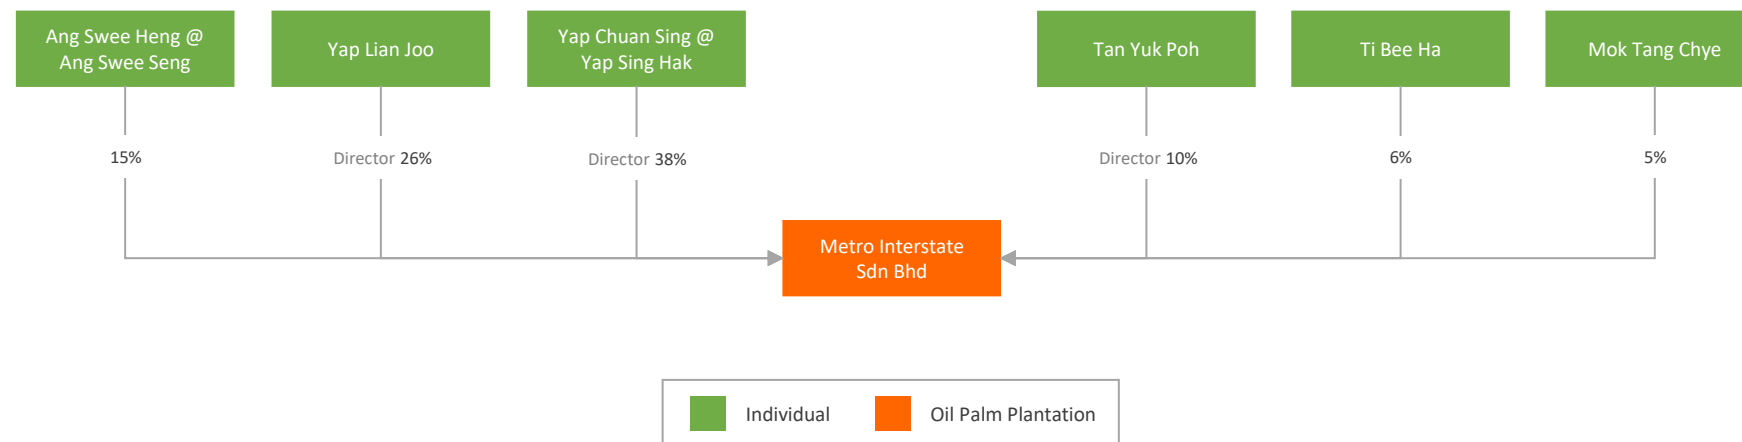 Ang Swee Heng @
Ang Swee Seng
Yap Lian Joo
Yap Chuan Sing @
Yap Sing Hak
Tan Yuk Poh
Ti Bee Ha
Mok Tang Chye
15%
Director 26%
Director 38%
Director 10%
6%
5%
Metro Interstate
Sdn Bhd
Individual
Oil Palm Plantation